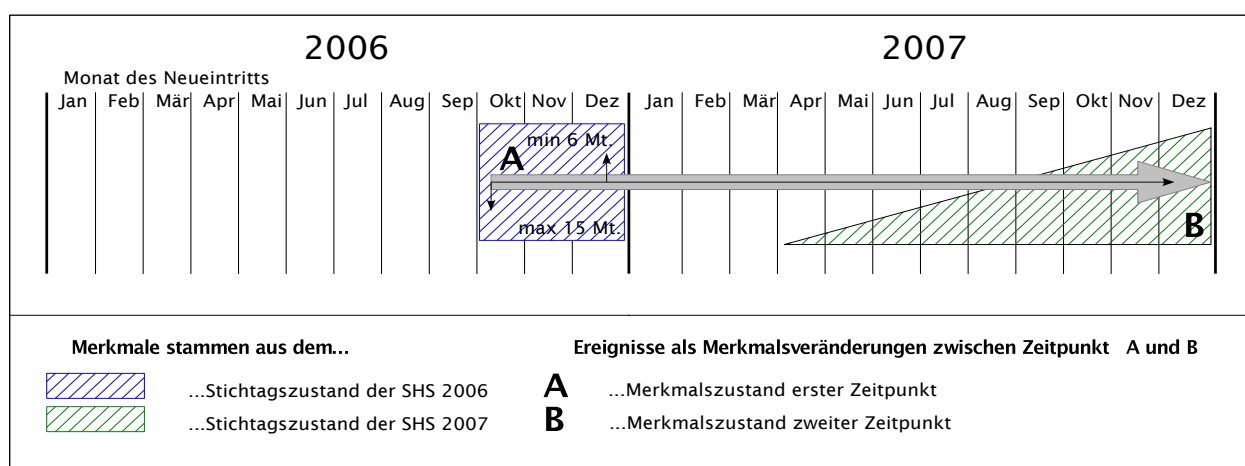 2006 2007
Monat des Neueintritts
Jan Feb Mär Apr Mai Jun Jul Aug Sep Okt Nov Dez Jan Feb Mär Apr Mai Jun Jul Aug Sep Okt Nov Dez
min 6 Mt.
A
max 15 Mt.
B
Merkmale stammen aus dem... Ereignisse als Merkmalsveränderungen zwischen Zeitpunkt A und B
...Stichtagszustand der SHS 2006 A ...Merkmalszustand erster Zeitpunkt
...Stichtagszustand der SHS 2007 B ...Merkmalszustand zweiter Zeitpunkt